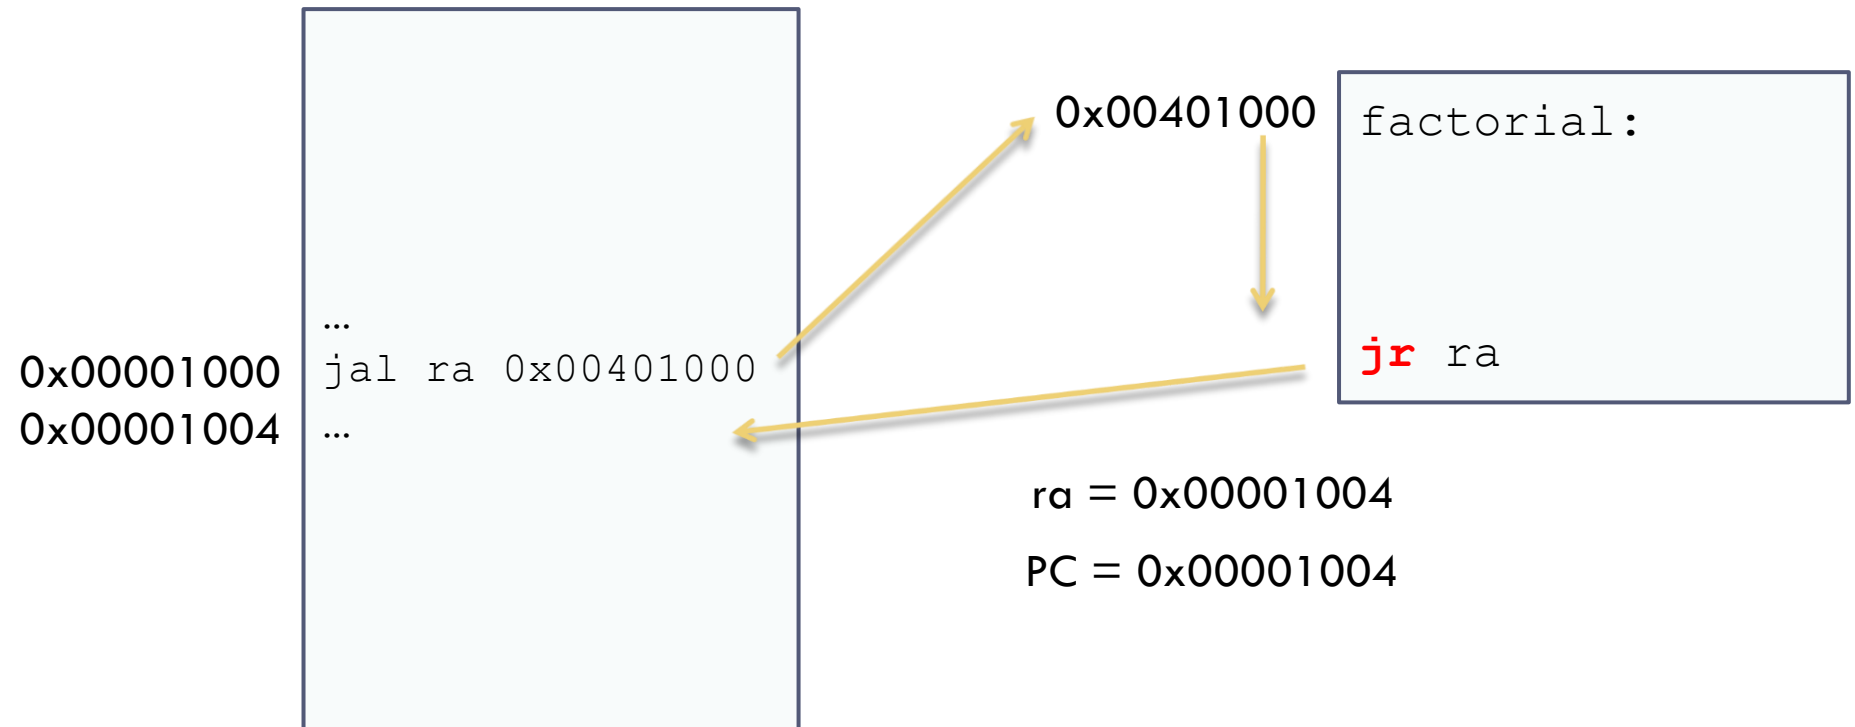 0x00401000 factorial:
…
0x00001000 jal ra 0x00401000 jr ra
0x00001004 …
ra = 0x00001004
PC = 0x00001004